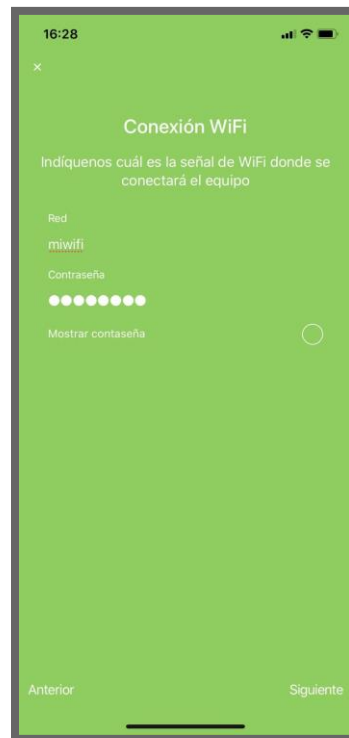 16:28
×
Conexión WiFi
Indíquenos cuál es la señal de WiFi donde se
conectará el equipo
Red
miwifi
Contraseña
●●●●●●●●
Mostrar contaseña
Anterior
Siguiente